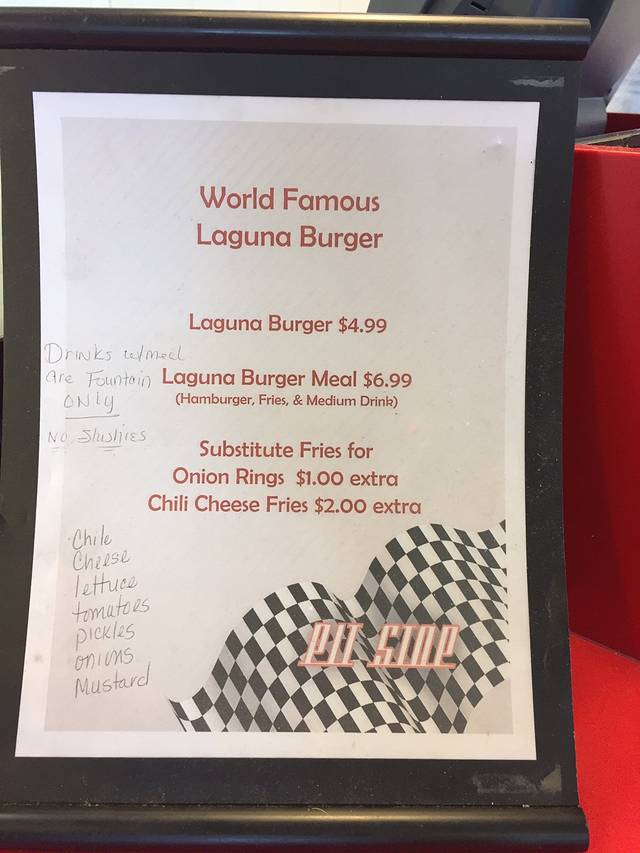 World Famous
Laguna Burger
Laguna Burger $4.99
Drinks w/meal
are Fountain
ONLY
NO Slushies
Laguna Burger Meal $6.99
(Hamburger, Fries, & Medium Drink)
Substitute Fries for
Onion Rings $1.00 extra
Chili Cheese Fries $2.00 extra
Chile
Cheese
lettuce
tomatoes
pickles
onions
Mustard
PIT STOP